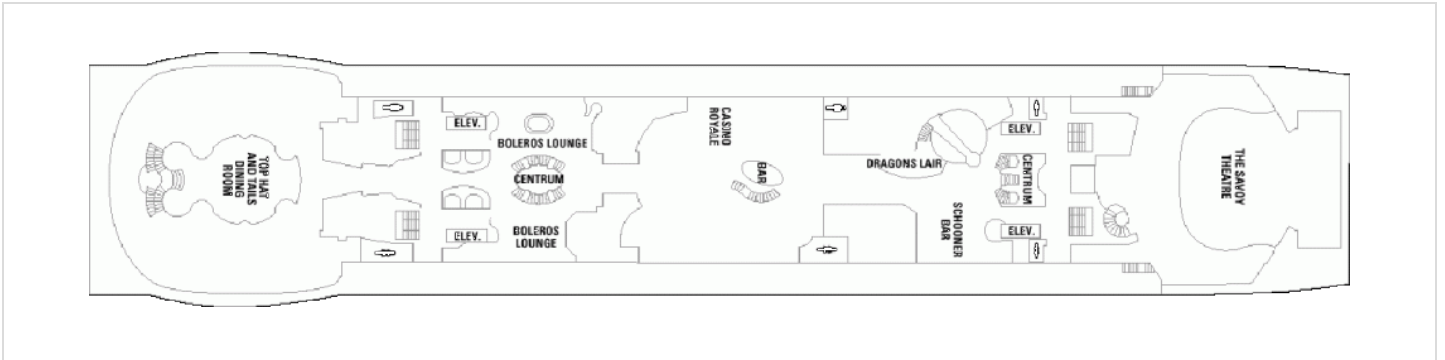 TOP HAT
AND TAILS
DINING
ROOM
ELEV.
BOLEROS LOUNGE
CENTRUM
BOLEROS
LOUNGE
ELEV.
CASINO
ROYALE
BAR
DRAGONS LAIR
SCHOONER
BAR
ELEV.
CENTRUM
ELEV.
THE SAVOY
THEATRE